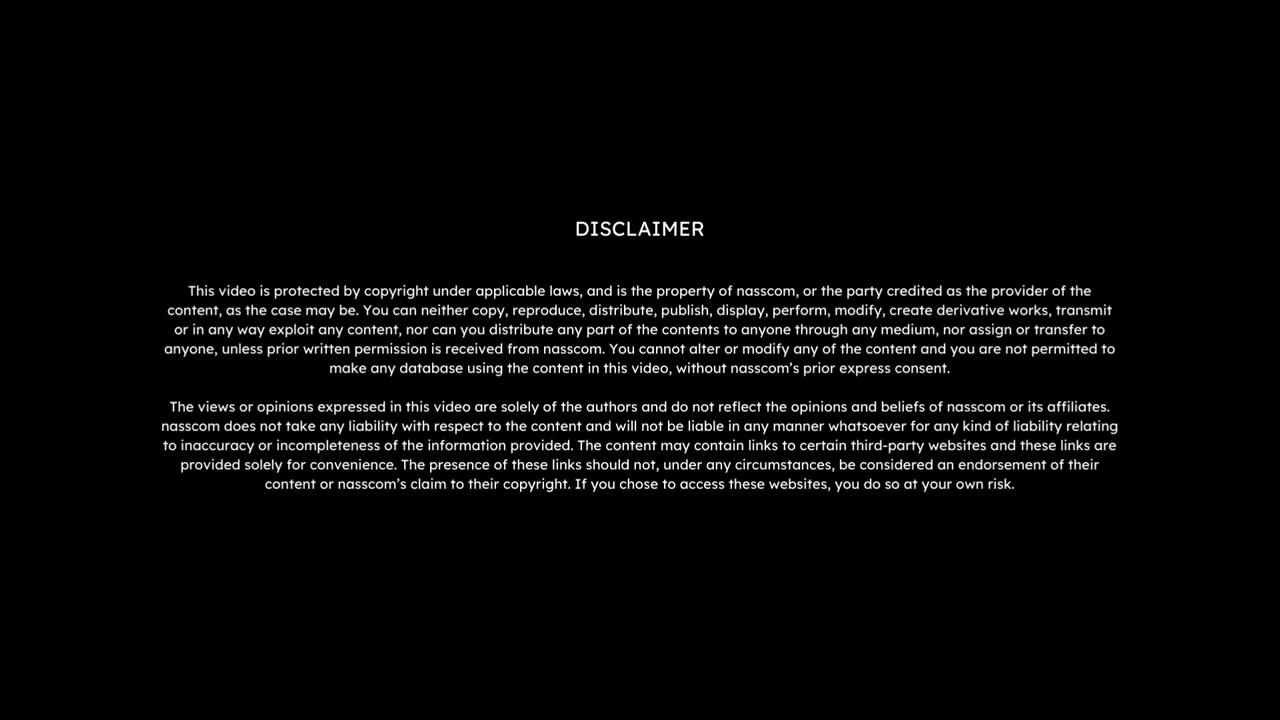 DISCLAIMER
This video is protected by copyright under applicable laws, and is the property of nasscom, or the party credited as the provider of the
content, as the case may be. You can neither copy, reproduce, distribute, publish, display, perform, modify, create derivative works, transmit
or in any way exploit any content, nor can you distribute any part of the contents to anyone through any medium, nor assign or transfer to
anyone, unless prior written permission is received from nasscom. You cannot alter or modify any of the content and you are not permitted to
make any database using the content in this video, without nasscom’s prior express consent.
The views or opinions expressed in this video are solely of the authors and do not reflect the opinions and beliefs of nasscom or its affiliates.
nasscom does not take any liability with respect to the content and will not be liable in any manner whatsoever for any kind of liability relating
to inaccuracy or incompleteness of the information provided. The content may contain links to certain third-party websites and these links are
provided solely for convenience. The presence of these links should not, under any circumstances, be considered an endorsement of their
content or nasscom’s claim to their copyright. If you chose to access these websites, you do so at your own risk.